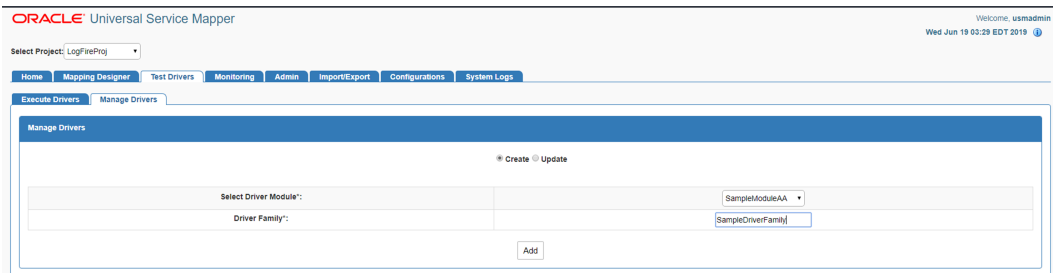 ORACLE® Universal Service Mapper
Welcome, usmadmin
Wed Jun 19 03:29 EDT 2019
Select Project: LogFireProj
Home Mapping Designer Test Drivers Monitoring Admin Import/Export Configurations System Logs
Execute Drivers Manage Drivers
Manage Drivers
Create Update
Select Driver Module*: SampleModuleAA
Driver Family*: SampleDriverFamily
Add